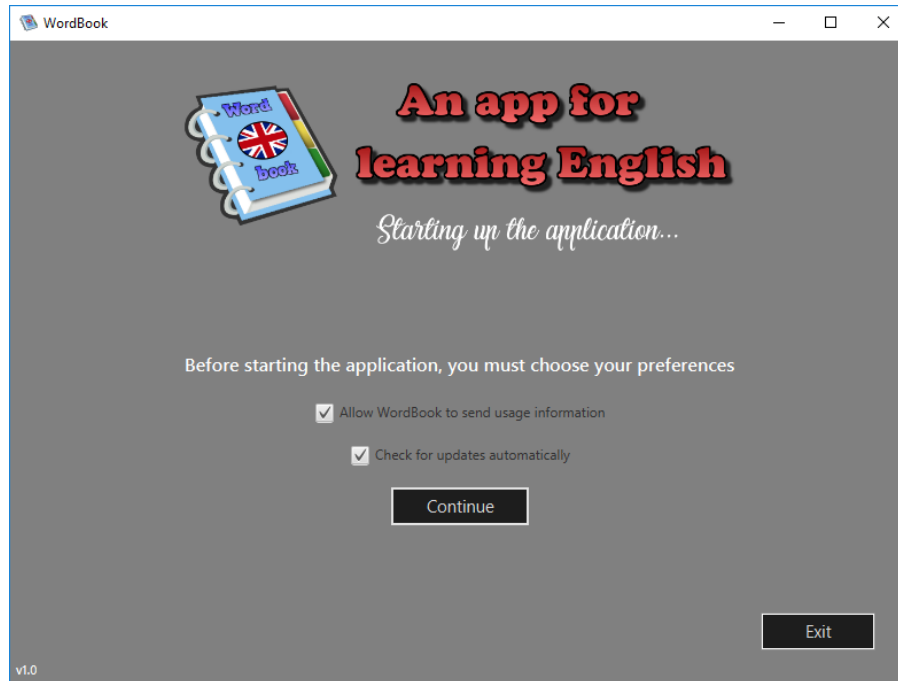 WordBook
Word
book
An app for
learning English
Starting up the application...
Before starting the application, you must choose your preferences
Allow WordBook to send usage information
Check for updates automatically
Continue
Exit
v1.0